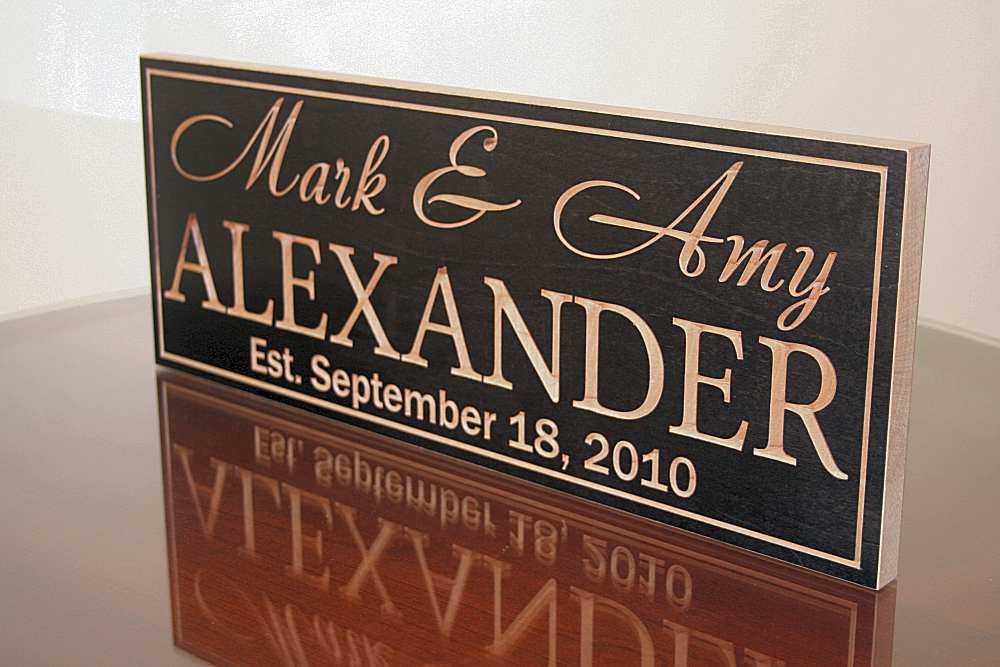 Mark & Amy
ALEXANDER
Est. September 18, 2010